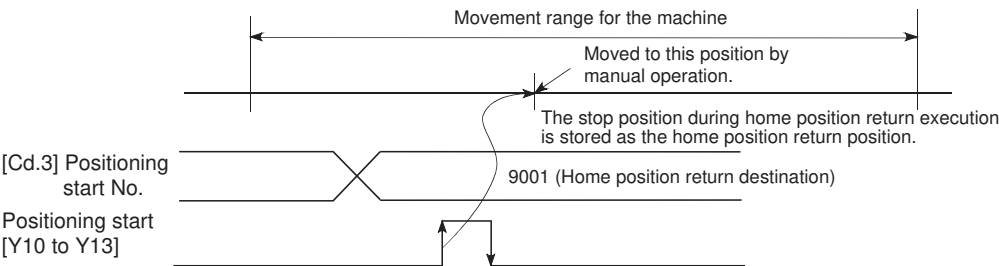 Movement range for the machine
Moved to this position by
manual operation.
The stop position during home position return execution
is stored as the home position return position.
[Cd.3] Positioning
start No.
9001 (Home position return destination)
Positioning start
[Y10 to Y13]